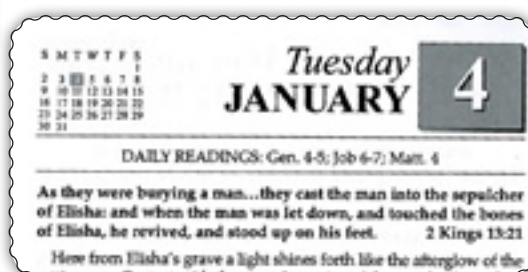 S M T W T F S
1
2 3 4 5 6 7 8
9 10 11 12 13 14 15
16 17 18 19 20 21 22
23 24 25 26 27 28 29
30 31
Tuesday
JANUARY
4
DAILY READINGS: Gen. 4-5; Job 6-7; Matt. 4
As they were burying a man...they cast the man into the sepulcher
of Elisha: and when the man was let down, and touched the bones
of Elisha, he revived, and stood up on his feet. 2 Kings 13:21
Here from Elisha's grave a light shines forth like the afterglow of the